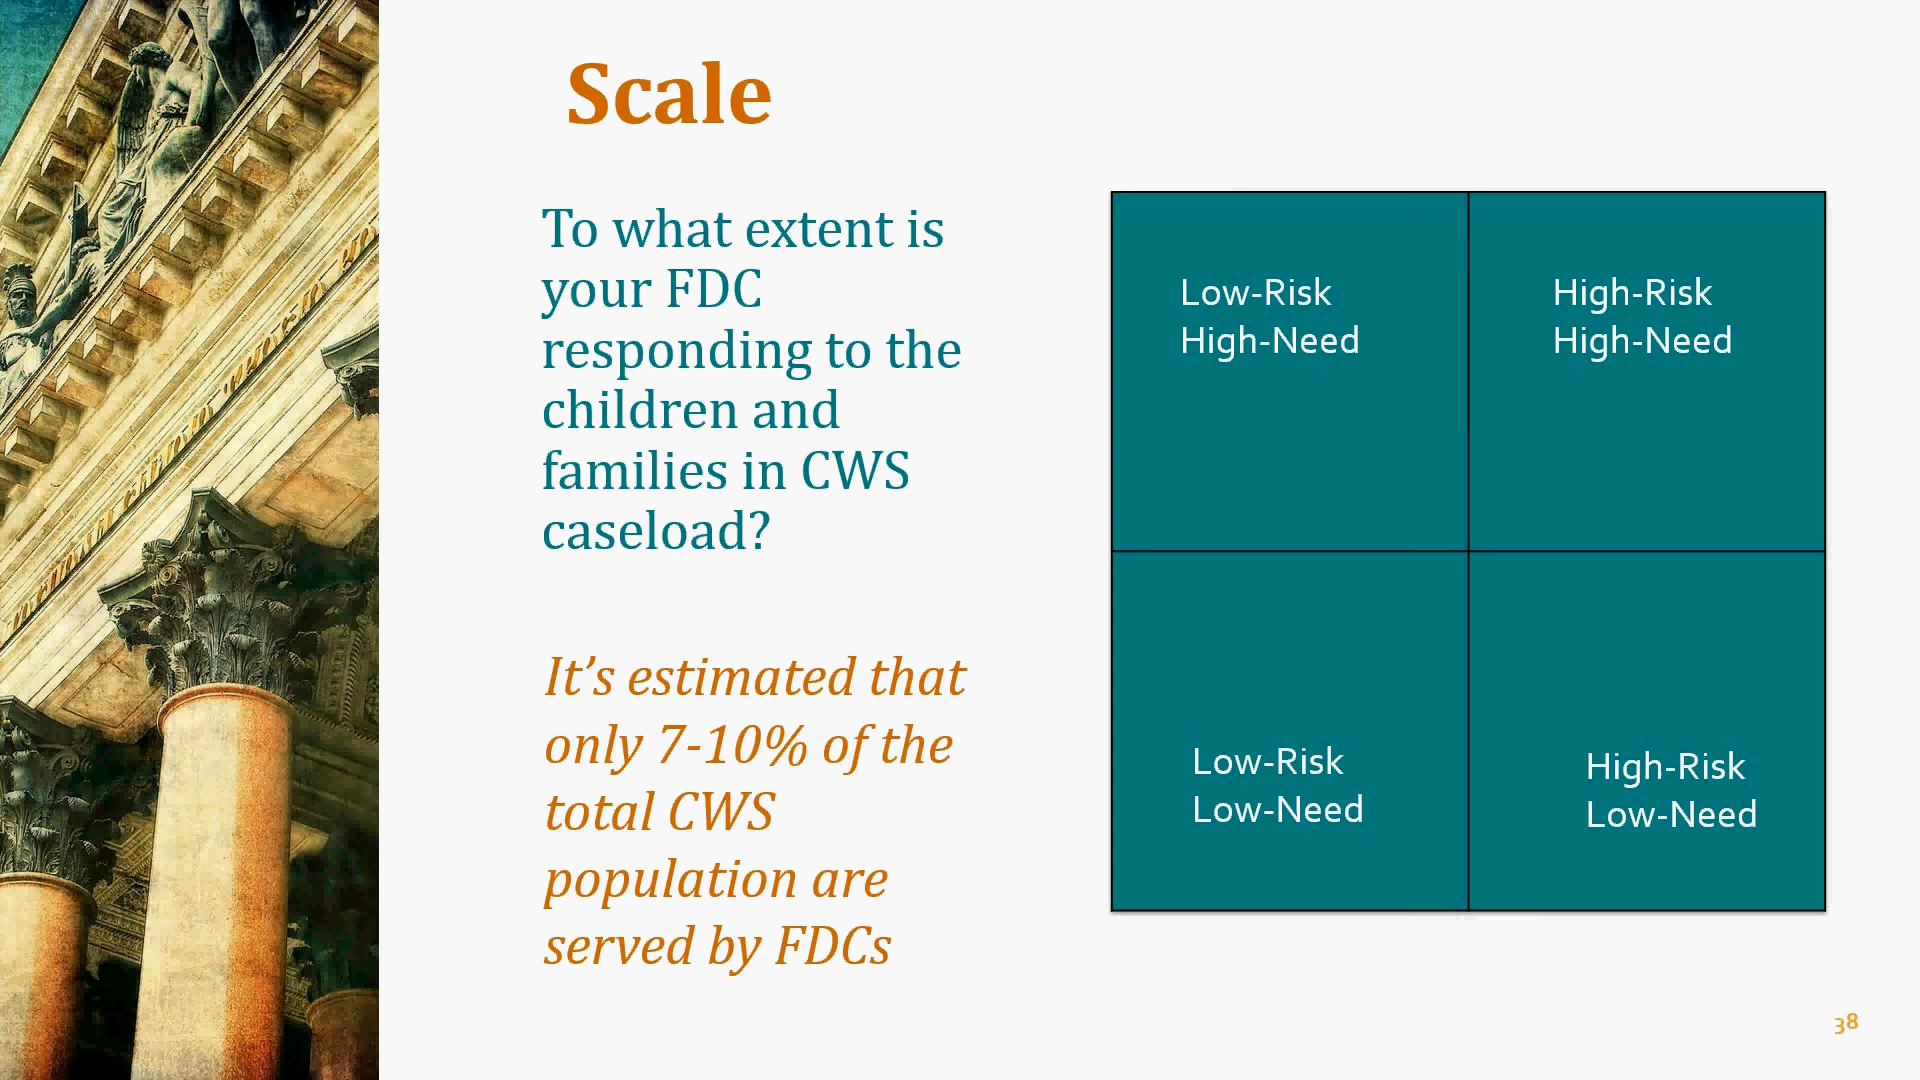 Scale
To what extent is
your FDC
responding to the
children and
families in CWS
caseload?
It’s estimated that
only 7-10% of the
total CWS
population are
served by FDCs
Low-Risk
High-Need
High-Risk
High-Need
Low-Risk
Low-Need
High-Risk
Low-Need
38